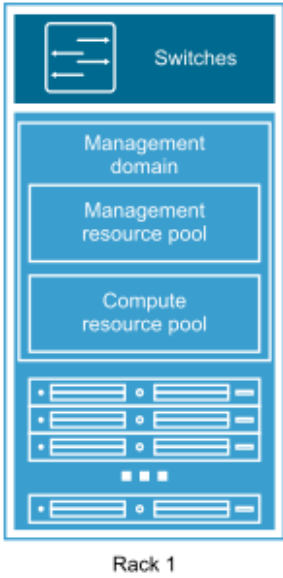 Switches
Management
domain
Management
resource pool
Compute
resource pool
Rack 1